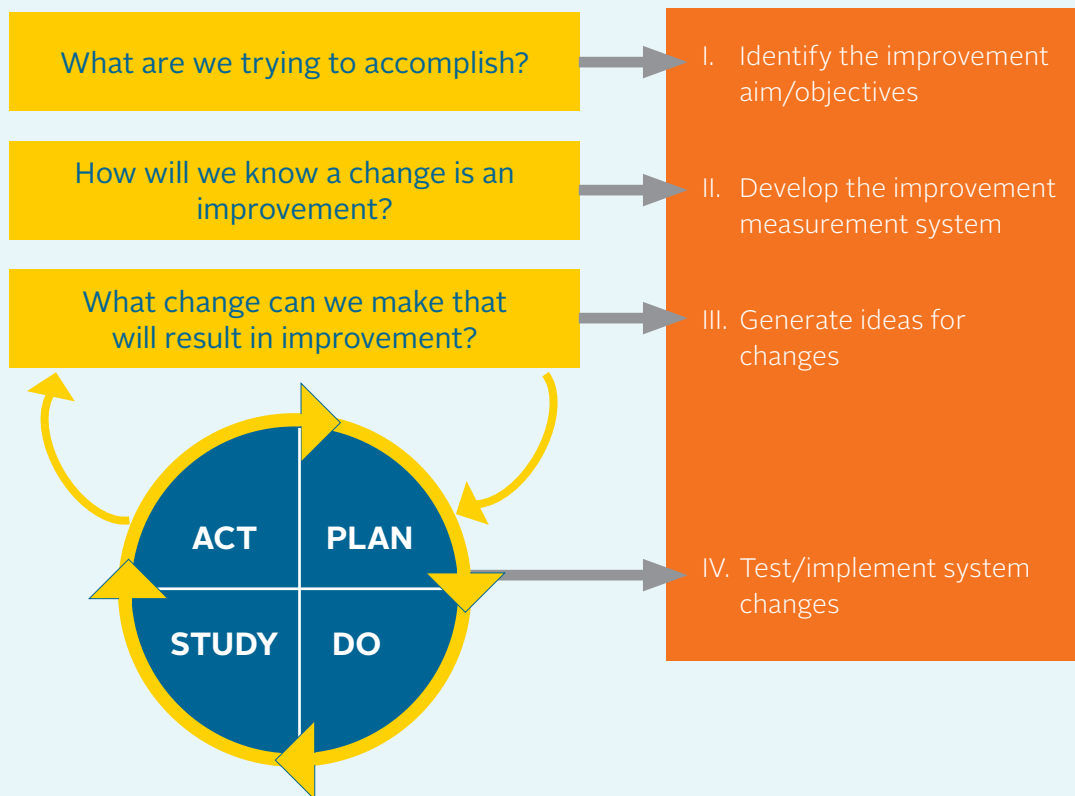 What are we trying to accomplish?
I. Identify the improvement
aim/objectives
How will we know a change is an
improvement?
II. Develop the improvement
measurement system
What change can we make that
will result in improvement?
III. Generate ideas for
changes
ACT
PLAN
STUDY
DO
IV. Test/implement system
changes